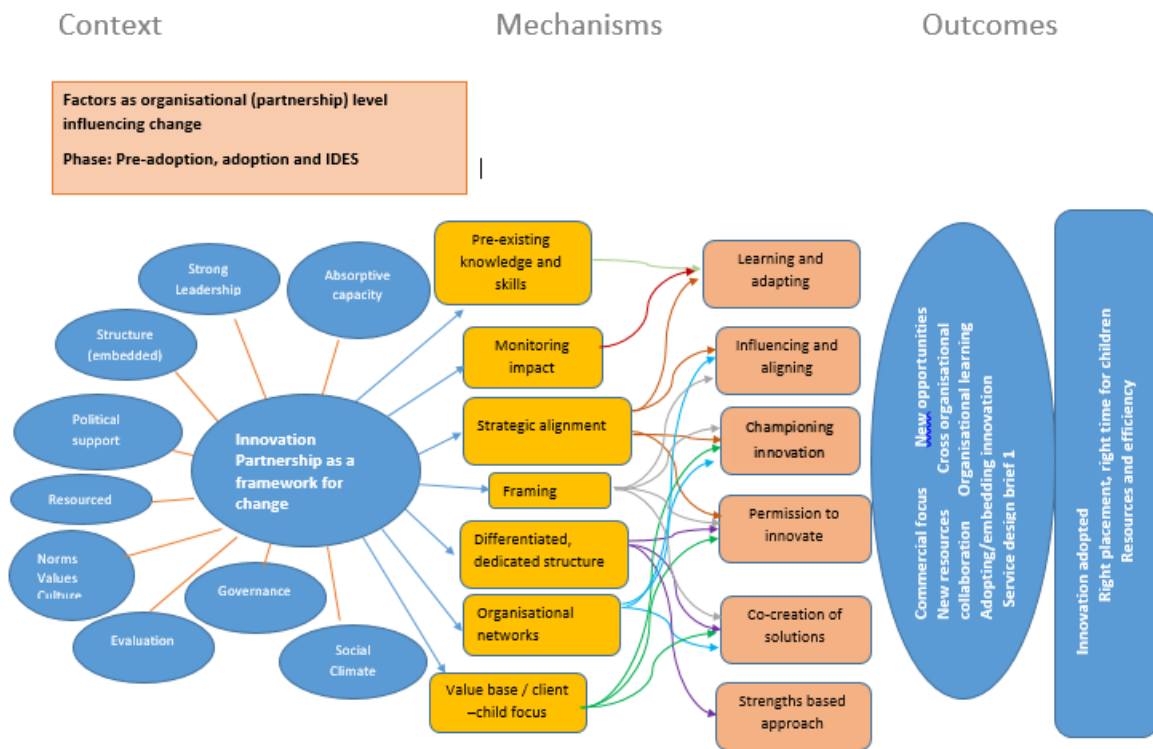 Context
Mechanisms
Outcomes
Factors as organisational (partnership) level
influencing change
Phase: Pre-adoption, adoption and IDES
Strong
Leadership
Absorptive
capacity
Structure
(embedded)
Political
support
Resourced
Norms
Values
Culture
Evaluation
Governance
Social
Climate
Innovation
Partnership as a
framework for
change
Pre-existing
knowledge and
skills
Monitoring
impact
Strategic alignment
Framing
Differentiated,
dedicated structure
Organisational
networks
Value base / client
–child focus
Learning and
adapting
Influencing and
aligning
Championing
innovation
Permission to
innovate
Co-creation of
solutions
Strengths based
approach
Commercial focus New opportunities
New resources Cross organisational
collaboration Organisational learning
Adopting/embedding innovation
Service design brief 1
Innovation adopted
Right placement, right time for children
Resources and efficiency